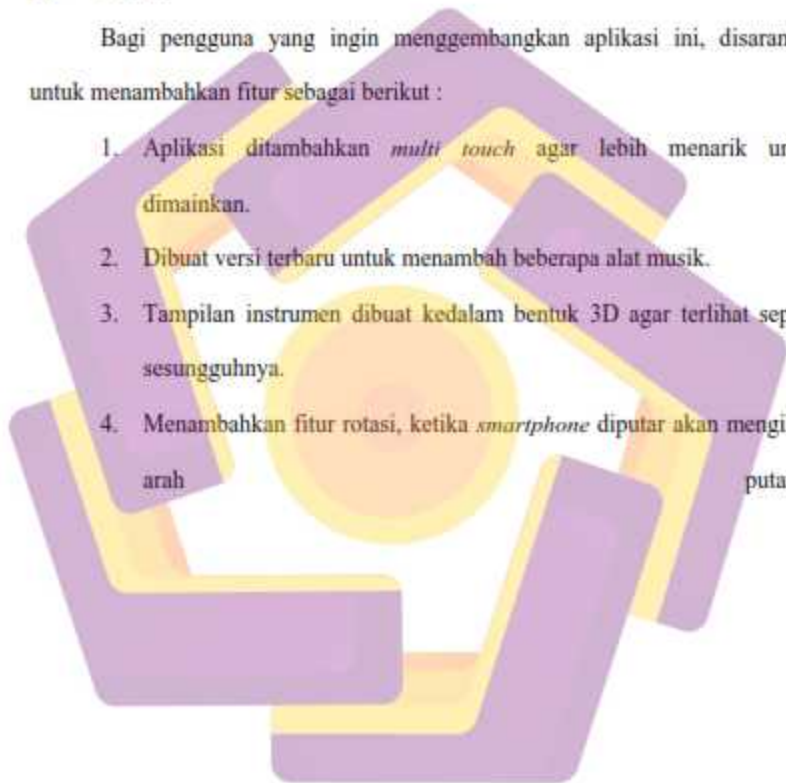 Bagi pengguna yang ingin menggembangkan aplikasi ini, disaran
untuk menambahkan fitur sebagai berikut :
1. Aplikasi ditambahkan multi touch agar lebih menarik un
dimainkan.
2. Dibuat versi terbaru untuk menambah beberapa alat musik.
3. Tampilan instrumen dibuat kedalam bentuk 3D agar terlihat sep
sesungguhnya.
4. Menambahkan fitur rotasi, ketika smartphone diputar akan mengi
arah puta